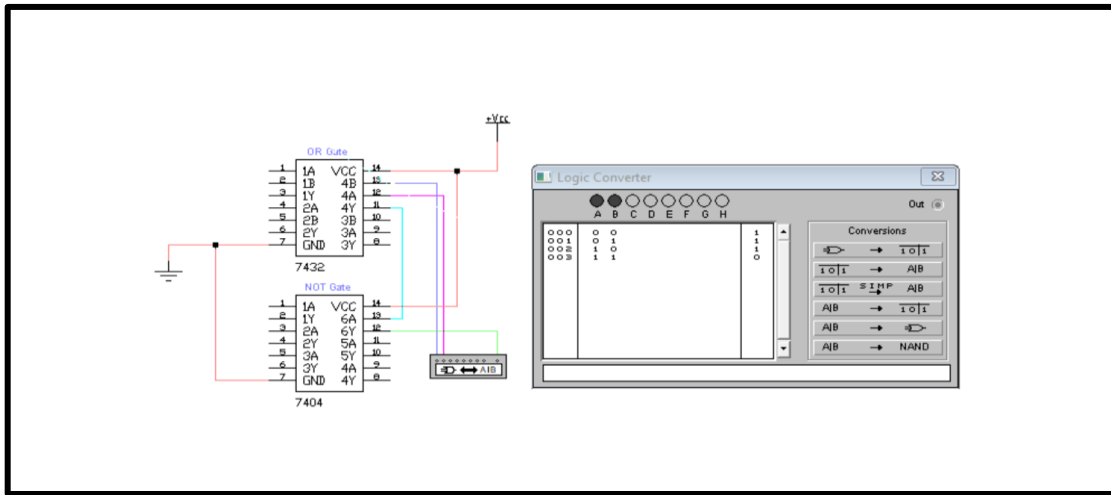 +Vcc
OR Gate
1 1A VCC 14
2 1B 4B 13
3 1Y 4A 12
4 2A 4Y 11
5 2B 3B 10
6 2Y 3A 9
7 GND 3Y 8
7432
NOT Gate
1 1A VCC 14
2 1Y 6A 13
3 2A 6Y 12
4 2Y 5A 11
5 3A 5Y 10
6 3Y 4A 9
7 GND 4Y 8
7404
A|B
Logic Converter
A B C D E F G H
Out
000 0 0 1
001 0 1 1
002 1 0 1
003 1 1 0
Conversions
→ 1 0 | 1
1 0 | 1 → A|B
1 0 | 1 SIMP → A|B
A|B → 1 0 | 1
A|B →
A|B → NAND